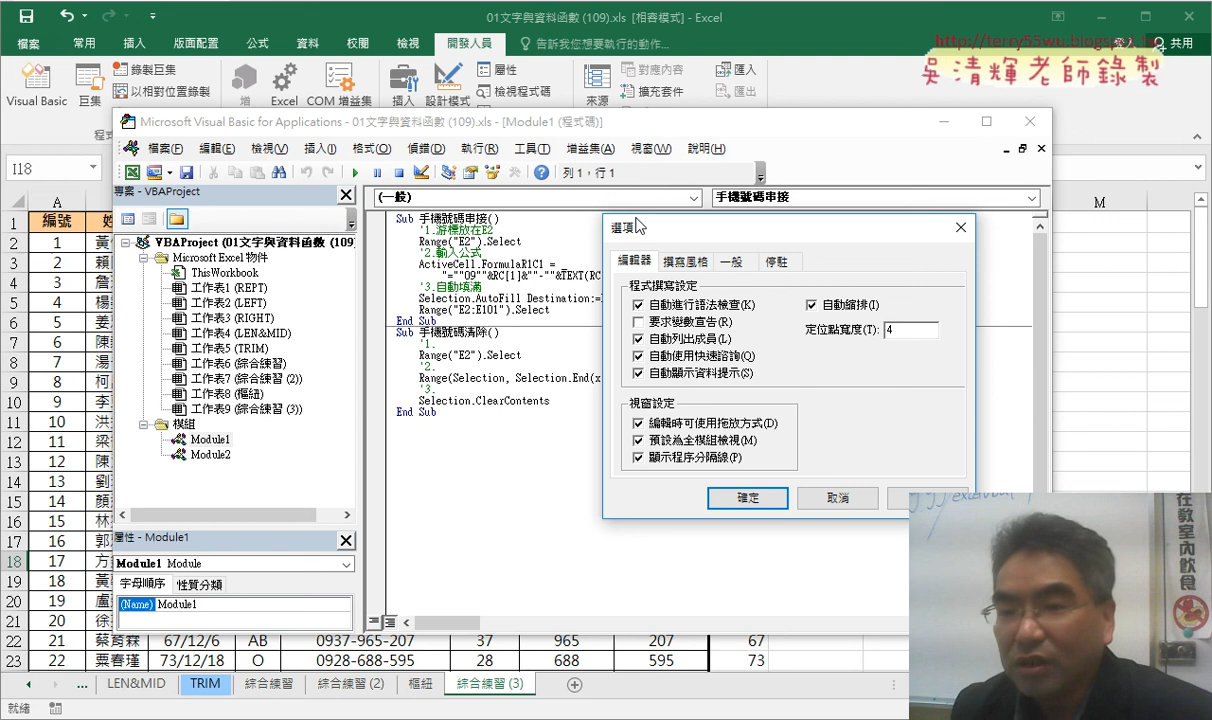 01文字與資料函數 (109).xls [相容模式] - Excel
檔案 常用 插入 版面配置 公式 資料 校閱 檢視 開發人員 告訴我您想要執行的動作... 登入 共用
http://terry55wu.blogspot.tw
吳清輝老師錄製
Visual Basic 巨集 錄製巨集 以相對位置錄製 增 Excel COM 增益集 插入 設計模式 屬性 檢視程式碼 來源 對應內容 擴充套件 匯入 匯出
Microsoft Visual Basic for Applications - 01文字與資料函數 (109).xls - [Module1 (程式碼)]
檔案(F) 編輯(E) 檢視(V) 插入(I) 格式(O) 偵錯(D) 執行(R) 工具(T) 增益集(A) 視窗(W) 說明(H)
列 1，行 1
I18
專案 - VBAProject
VBAProject (01文字與資料函數 (109
Microsoft Excel 物件
ThisWorkbook
工作表1 (REPT)
工作表2 (LEFT)
工作表3 (RIGHT)
工作表4 (LEN&MID)
工作表5 (TRIM)
工作表6 (綜合練習)
工作表7 (綜合練習 (2))
工作表8 (樞紐)
工作表9 (綜合練習 (3))
模組
Module1
Module2
屬性 - Module1
Module1 Module
字母順序 性質分類
(Name) Module1
(一般) 手機號碼串接
Sub 手機號碼串接()
'1.游標放在E2
Range("E2").Select
'2.輸入公式
ActiveCell.FormulaR1C1 = _
"=""09""&RC[1]&""-""&TEXT(RC
'3.自動填滿
Selection.AutoFill Destination:=
Range("E2:E101").Select
End Sub
Sub 手機號碼清除()
'1.
Range("E2").Select
'2.
Range(Selection, Selection.End(x
'3.
Selection.ClearContents
End Sub
選項
編輯器 撰寫風格 一般 停駐
程式撰寫設定
自動進行語法檢查(K)
要求變數宣告(R)
自動列出成員(L)
自動使用快速諮詢(Q)
自動顯示資料提示(S)
自動縮排(I)
定位點寬度(T): 4
視窗設定
編輯時可使用拖放方式(D)
預設為全模組檢視(M)
顯示程序分隔線(P)
確定 取消
A M
1 編號
2 1
3 2
4 3
5 4
6 5
7 6
8 7
9 8
10 9
11 10
12 11
13 12
14 13
15 14
16 15
17 16
18 17
19 18
20 19
21 20
22 21 蔡育霖 67/12/6 AB 0937-965-207 37 965 207 67
23 22 粟春瑾 73/12/18 O 0928-688-595 28 688 595 73
... LEN&MID TRIM 綜合練習 綜合練習 (2) 樞紐 綜合練習 (3)
就緒
在教室內飲食